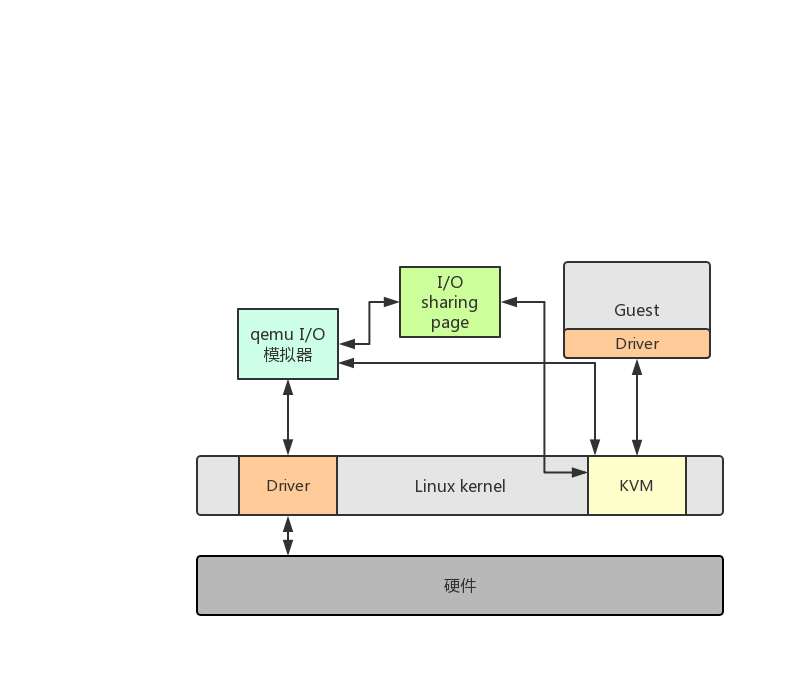 I/O
sharing
page
Guest
Driver
qemu I/O
模拟器
Driver
Linux kernel
KVM
硬件